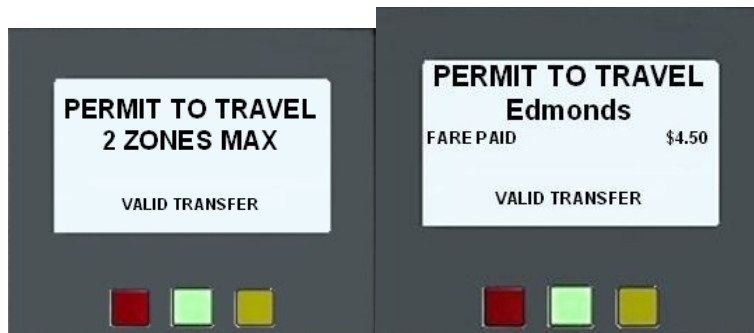 PERMIT TO TRAVEL
2 ZONES MAX
VALID TRANSFER
PERMIT TO TRAVEL
Edmonds
FARE PAID $4.50
VALID TRANSFER